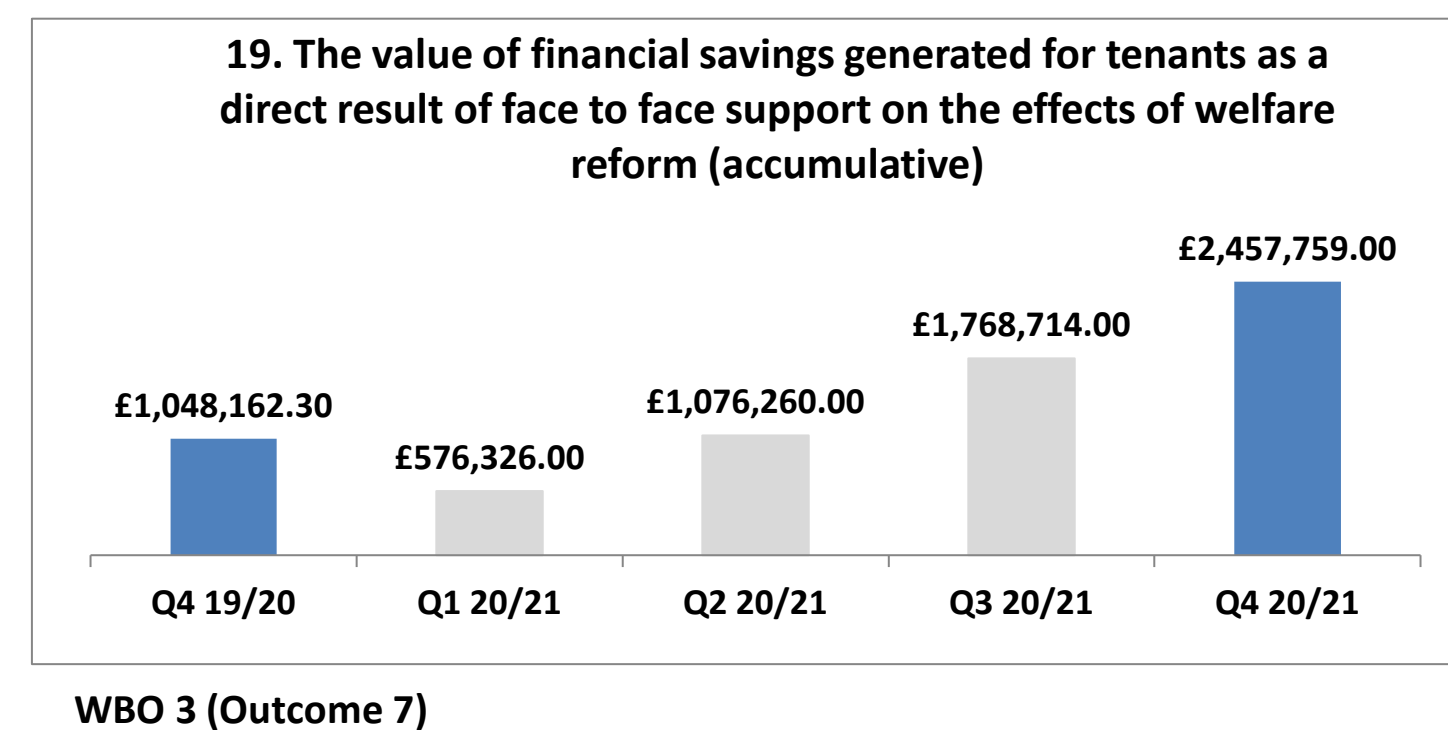 19. The value of financial savings generated for tenants as a
direct result of face to face support on the effects of welfare
reform (accumulative)
£2,457,759.00
£1,768,714.00
£1,048,162.30
£1,076,260.00
£576,326.00
Q4 19/20
Q1 20/21
Q2 20/21
Q3 20/21
Q4 20/21
WBO 3 (Outcome 7)